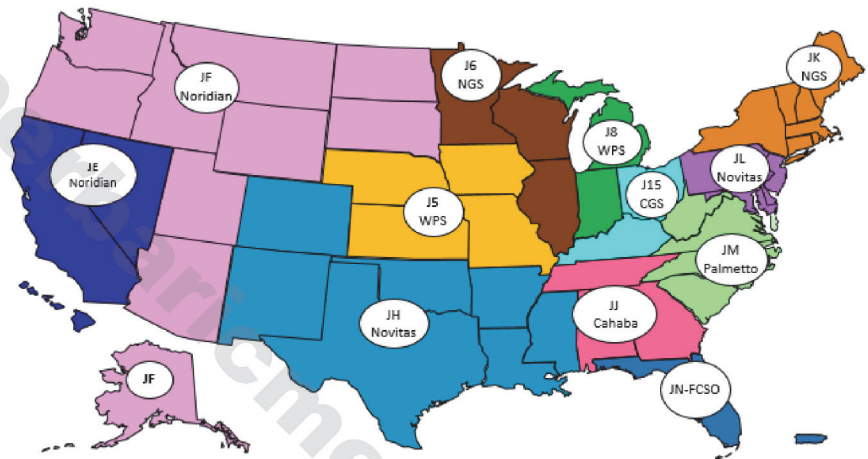 JF
Noridian
J6
NGS
JK
NGS
J8
WPS
JE
Noridian
JL
Novitas
J15
CGS
J5
WPS
JM
Palmetto
JH
Novitas
JJ
Cahaba
JF
JN-FCSO